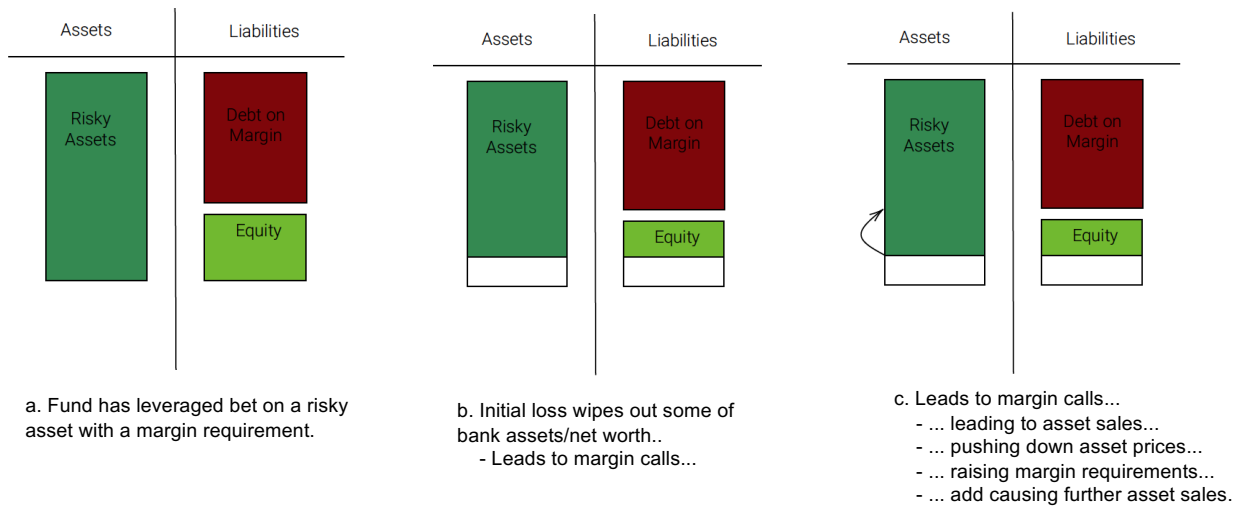 Assets
Liabilities
Risky
Assets
Debt on
Margin
Equity
a. Fund has leveraged bet on a risky
asset with a margin requirement.
Assets
Liabilities
Risky
Assets
Debt on
Margin
Equity
b. Initial loss wipes out some of
bank assets/net worth..
- Leads to margin calls...
Assets
Liabilities
Risky
Assets
Debt on
Margin
Equity
c. Leads to margin calls...
- ... leading to asset sales...
- ... pushing down asset prices...
- ... raising margin requirements...
- ... add causing further asset sales.